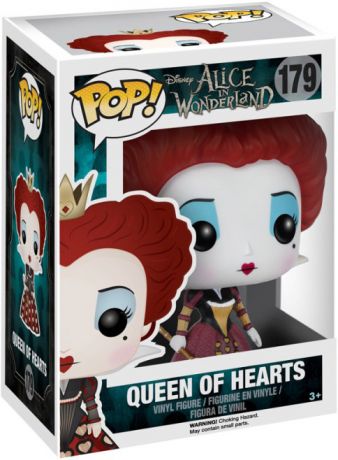 POP!
DISNEY
ALICE
IN
WONDERLAND
179
POP!
QUEEN OF HEARTS
QUEEN OF HEARTS
VINYL FIGURE / FIGURINE EN VINYLE /
FIGURA DE VINIL
3+
WARNING: CHOKING HAZARD.
May contain small parts.